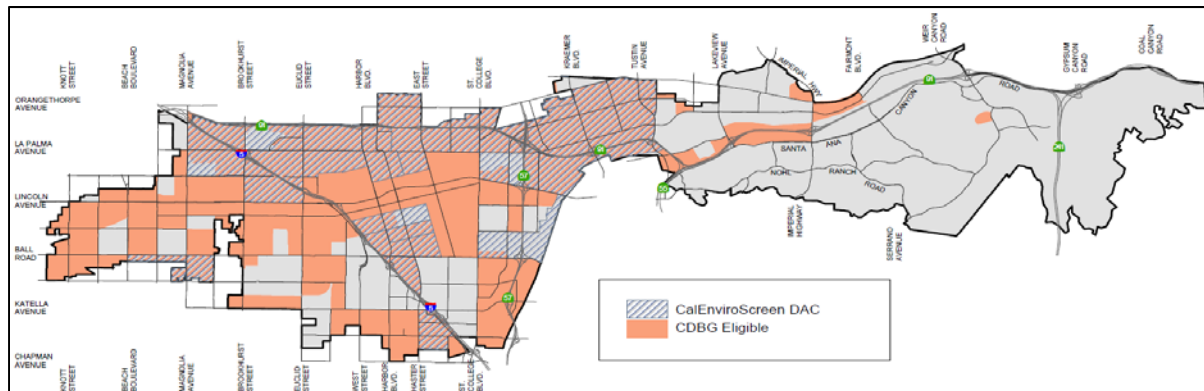 KNOTT
STREET
BEACH
BOULEVARD
MAGNOLIA
AVENUE
BROOKHURST
STREET
EUCLID
STREET
HARBOR
BLVD.
EAST
STREET
ST.
COLLEGE
BLVD.
KRAEMER
BLVD.
TUSTIN
AVENUE
LAKEVIEW
AVENUE
IMPERIAL HWY
FAIRMONT
BLVD.
WEIR
CANYON
ROAD
GYPSUM
CANYON
ROAD
COAL
CANYON
ROAD
ORANGETHORPE
AVENUE
LA PALMA
AVENUE
LINCOLN
AVENUE
BALL
ROAD
KATELLA
AVENUE
CHAPMAN
AVENUE
91
5
57
91
55
91
241
5
57
SANTA ANA CANYON ROAD
NOHL RANCH ROAD
IMPERIAL
HIGHWAY
SERRANO
AVENUE
CalEnviroScreen DAC
CDBG Eligible
KNOTT
STREET
BEACH
BOULEVARD
MAGNOLIA
AVENUE
BROOKHURST
STREET
EUCLID
STREET
WEST
STREET
HARBOR
BLVD.
HASTER
STREET
ST.
COLLEGE
BLVD.